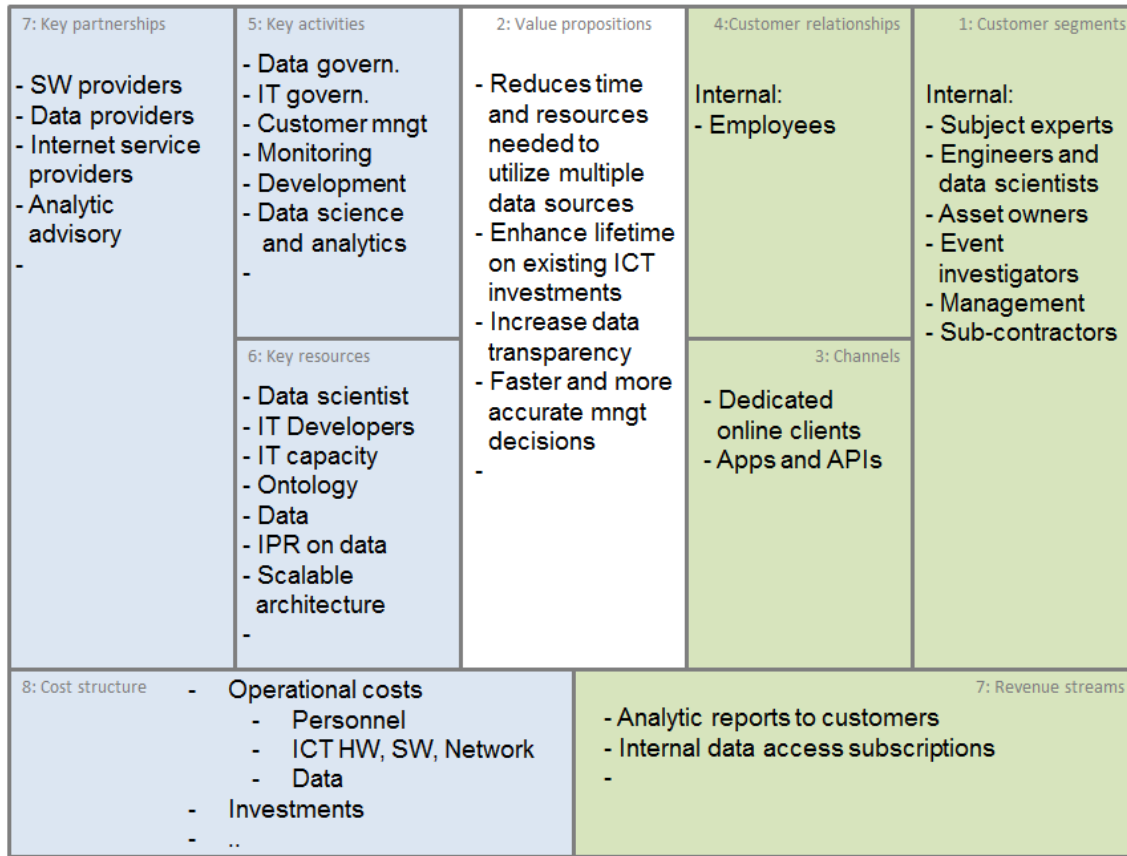 7: Key partnerships
- SW providers
- Data providers
- Internet service
providers
- Analytic
advisory
-
5: Key activities
- Data govern.
- IT govern.
- Customer mngt
- Monitoring
- Development
- Data science
and analytics
-
6: Key resources
- Data scientist
- IT Developers
- IT capacity
- Ontology
- Data
- IPR on data
- Scalable
architecture
-
2: Value propositions
- Reduces time
and resources
needed to
utilize multiple
data sources
- Enhance lifetime
on existing ICT
investments
- Increase data
transparency
- Faster and more
accurate mngt
decisions
-
4:Customer relationships
Internal:
- Employees
3: Channels
- Dedicated
online clients
- Apps and APIs
1: Customer segments
Internal:
- Subject experts
- Engineers and
data scientists
- Asset owners
- Event
investigators
- Management
- Sub-contractors
8: Cost structure
- Operational costs
- Personnel
- ICT HW, SW, Network
- Data
- Investments
- ..
7: Revenue streams
- Analytic reports to customers
- Internal data access subscriptions
-